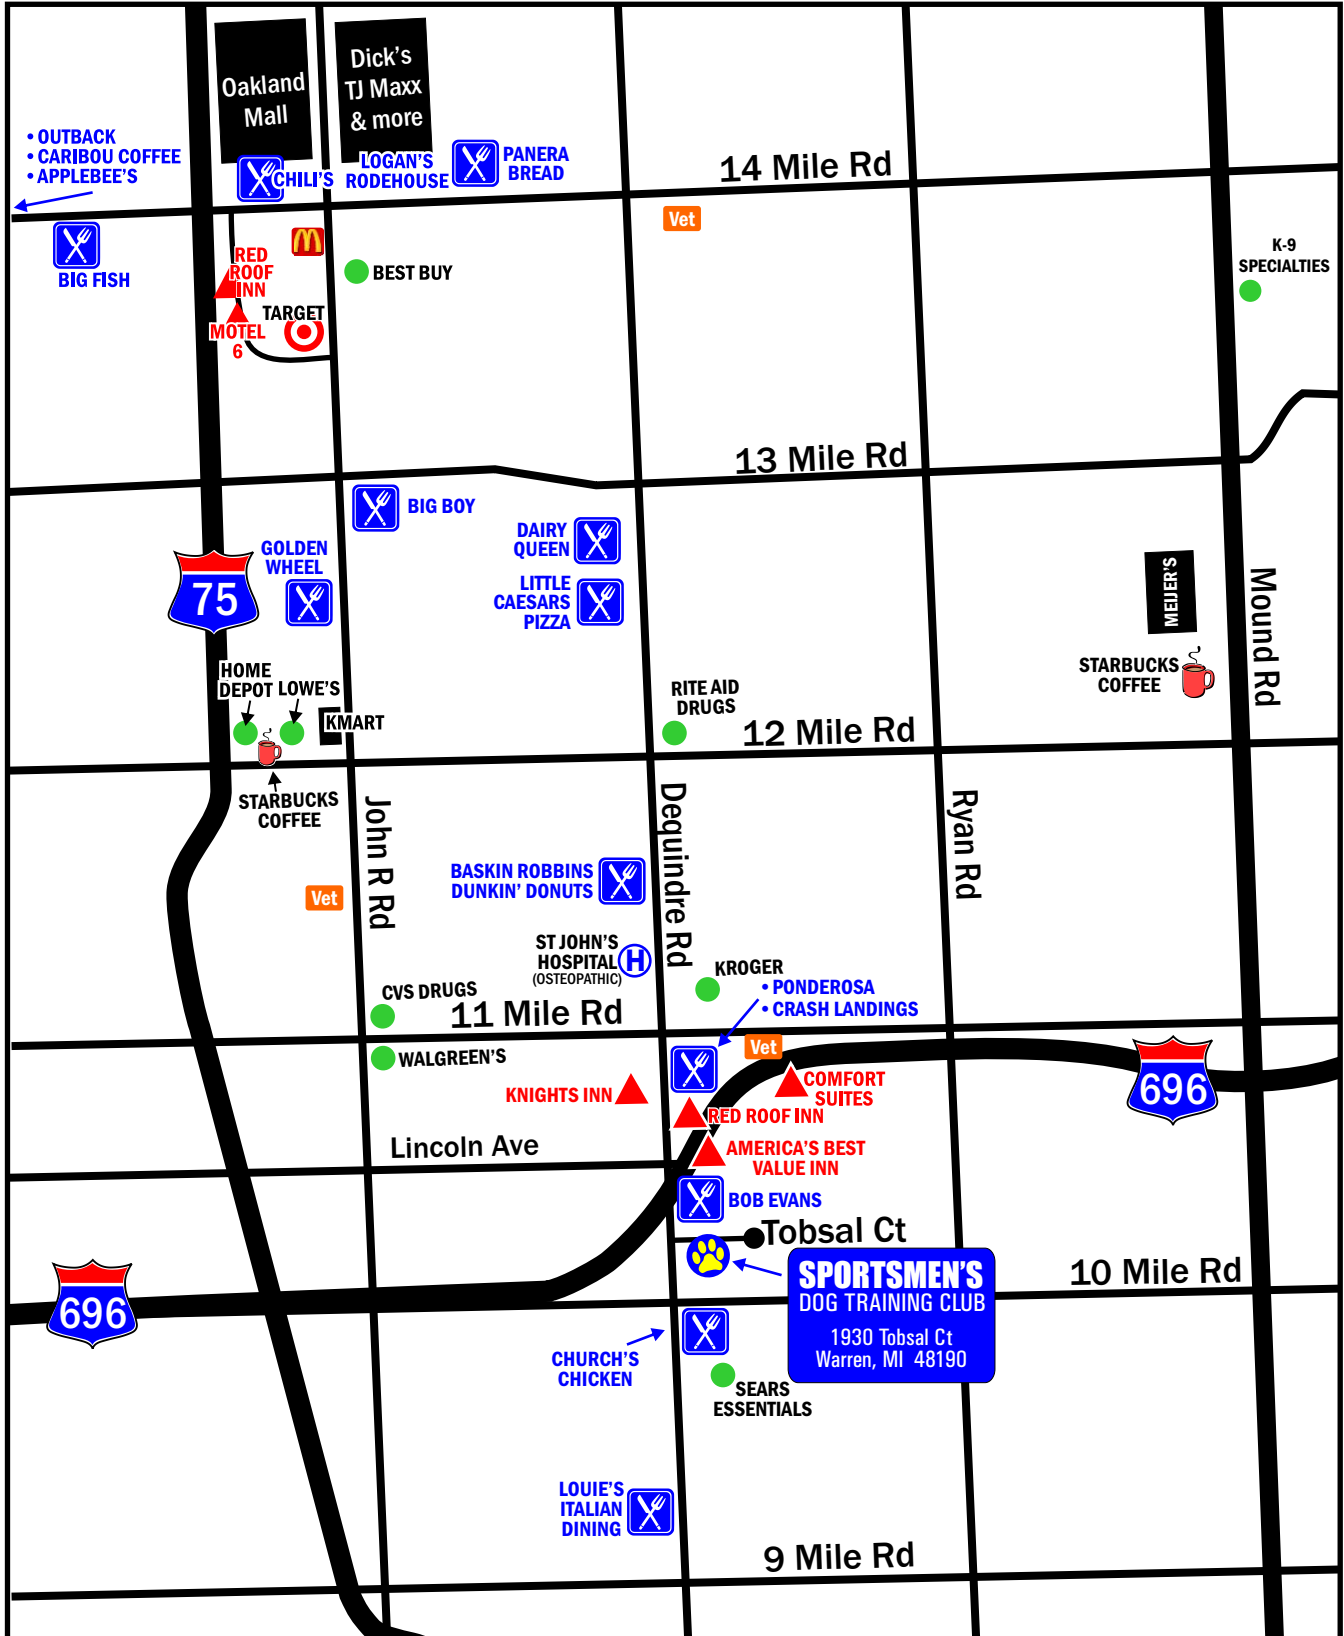 Oakland
Mall
Dick's
TJ Maxx
& more
• OUTBACK
• CARIBOU COFFEE
• APPLEBEE'S
CHILI'S
LOGAN'S
RODEHOUSE
PANERA
BREAD
14 Mile Rd
Vet
BIG FISH
RED
ROOF
INN
BEST BUY
K-9
SPECIALTIES
TARGET
MOTEL
6
13 Mile Rd
BIG BOY
DAIRY
QUEEN
GOLDEN
WHEEL
75
LITTLE
CAESARS
PIZZA
MEIJER'S
Mound Rd
STARBUCKS
COFFEE
HOME
DEPOT
LOWE'S
KMART
RITE AID
DRUGS
12 Mile Rd
STARBUCKS
COFFEE
John R Rd
Dequindre Rd
Ryan Rd
BASKIN ROBBINS
DUNKIN' DONUTS
Vet
ST JOHN'S
HOSPITAL
(OSTEOPATHIC)
H
KROGER
• PONDEROSA
• CRASH LANDINGS
CVS DRUGS
11 Mile Rd
WALGREEN'S
Vet
KNIGHTS INN
COMFORT
SUITES
696
RED ROOF INN
Lincoln Ave
AMERICA'S BEST
VALUE INN
BOB EVANS
Tobsal Ct
SPORTSMEN'S
DOG TRAINING CLUB
1930 Tobsal Ct
Warren, MI  48190
10 Mile Rd
696
CHURCH'S
CHICKEN
SEARS
ESSENTIALS
LOUIE'S
ITALIAN
DINING
9 Mile Rd